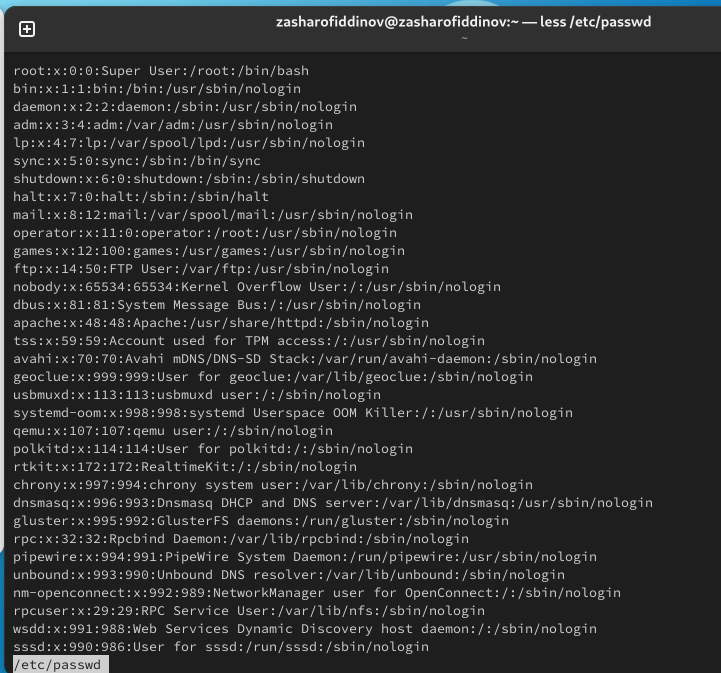 zasharofiddinov@zasharofiddinov:~ — less /etc/passwd
~
root:x:0:0:Super User:/root:/bin/bash
bin:x:1:1:bin:/bin:/usr/sbin/nologin
daemon:x:2:2:daemon:/sbin:/usr/sbin/nologin
adm:x:3:4:adm:/var/adm:/usr/sbin/nologin
lp:x:4:7:lp:/var/spool/lpd:/usr/sbin/nologin
sync:x:5:0:sync:/sbin:/bin/sync
shutdown:x:6:0:shutdown:/sbin:/sbin/shutdown
halt:x:7:0:halt:/sbin:/sbin/halt
mail:x:8:12:mail:/var/spool/mail:/usr/sbin/nologin
operator:x:11:0:operator:/root:/usr/sbin/nologin
games:x:12:100:games:/usr/games:/usr/sbin/nologin
ftp:x:14:50:FTP User:/var/ftp:/usr/sbin/nologin
nobody:x:65534:65534:Kernel Overflow User:/:/usr/sbin/nologin
dbus:x:81:81:System Message Bus:/:/usr/sbin/nologin
apache:x:48:48:Apache:/usr/share/httpd:/sbin/nologin
tss:x:59:59:Account used for TPM access:/:/usr/sbin/nologin
avahi:x:70:70:Avahi mDNS/DNS-SD Stack:/var/run/avahi-daemon:/sbin/nologin
geoclue:x:999:999:User for geoclue:/var/lib/geoclue:/sbin/nologin
usbmuxd:x:113:113:usbmuxd user:/:/sbin/nologin
systemd-oom:x:998:998:systemd Userspace OOM Killer:/:/usr/sbin/nologin
qemu:x:107:107:qemu user:/:/sbin/nologin
polkitd:x:114:114:User for polkitd:/:/sbin/nologin
rtkit:x:172:172:RealtimeKit:/:/sbin/nologin
chrony:x:997:994:chrony system user:/var/lib/chrony:/sbin/nologin
dnsmasq:x:996:993:Dnsmasq DHCP and DNS server:/var/lib/dnsmasq:/usr/sbin/nologin
gluster:x:995:992:GlusterFS daemons:/run/gluster:/sbin/nologin
rpc:x:32:32:Rpcbind Daemon:/var/lib/rpcbind:/sbin/nologin
pipewire:x:994:991:PipeWire System Daemon:/run/pipewire:/usr/sbin/nologin
unbound:x:993:990:Unbound DNS resolver:/var/lib/unbound:/sbin/nologin
nm-openconnect:x:992:989:NetworkManager user for OpenConnect:/:/sbin/nologin
rpcuser:x:29:29:RPC Service User:/var/lib/nfs:/sbin/nologin
wsdd:x:991:988:Web Services Dynamic Discovery host daemon:/:/sbin/nologin
sssd:x:990:986:User for sssd:/run/sssd:/sbin/nologin
/etc/passwd